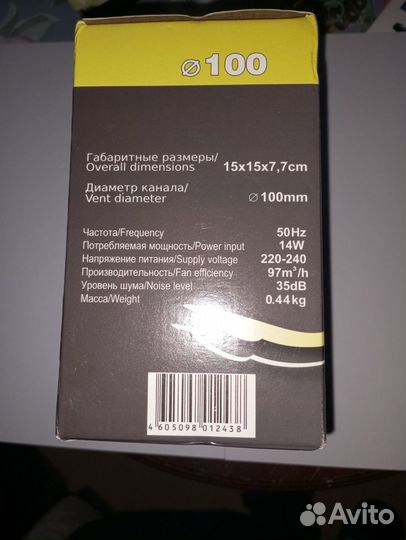 ⌀100
Габаритные размеры/ 15x15x7,7cm
Overall dimensions
Диаметр канала/ ⌀100mm
Vent diameter
Частота/Frequency 50Hz
Потребляемая мощность/Power input 14W
Напряжение питания/Supply voltage 220-240
Производительность/Fan efficiency 97m³/h
Уровень шума/Noise level 35dB
Масса/Weight 0.44kg
4 605098 012438
Avito